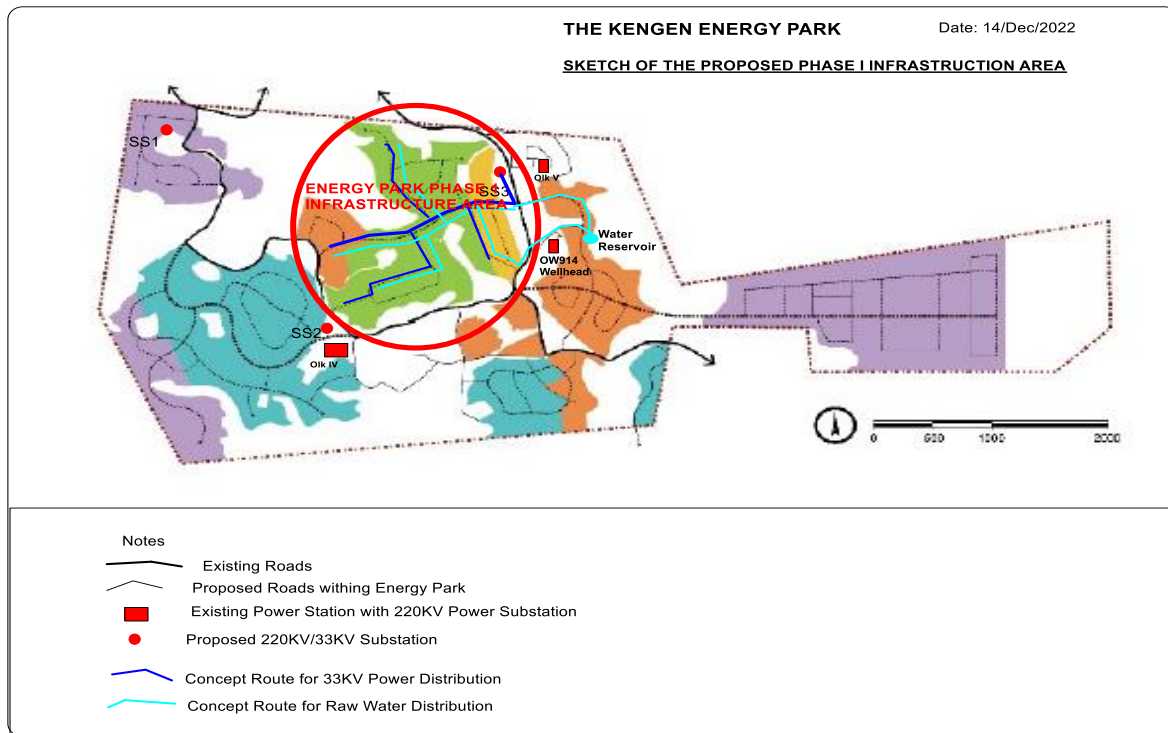 THE KENGEN ENERGY PARK
Date: 14/Dec/2022
SKETCH OF THE PROPOSED PHASE I INFRASTRUCTION AREA
SS1
Olk V
ENERGY PARK PHASE I
SS3
INFRASTRUCTURE AREA
Water
Reservoir
OW914
Wellhead
SS2
Olk IV
0 500 1000 2000
Notes
Existing Roads
Proposed Roads withing Energy Park
Existing Power Station with 220KV Power Substation
Proposed 220KV/33KV Substation
Concept Route for 33KV Power Distribution
Concept Route for Raw Water Distribution